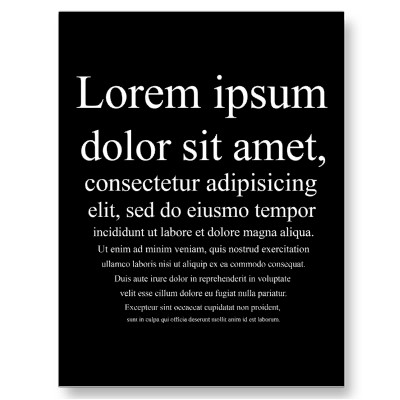 Lorem ipsum
dolor sit amet,
consectetur adipisicing
elit, sed do eiusmo tempor
incididunt ut labore et dolore magna aliqua.
Ut enim ad minim veniam, quis nostrud exercitation
ullamco laboris nisi ut aliquip ex ea commodo consequat.
Duis aute irure dolor in reprehenderit in voluptate
velit esse cillum dolore eu fugiat nulla pariatur.
Excepteur sint occaecat cupidatat non proident,
sunt in culpa qui officia deserunt mollit anim id est laborum.